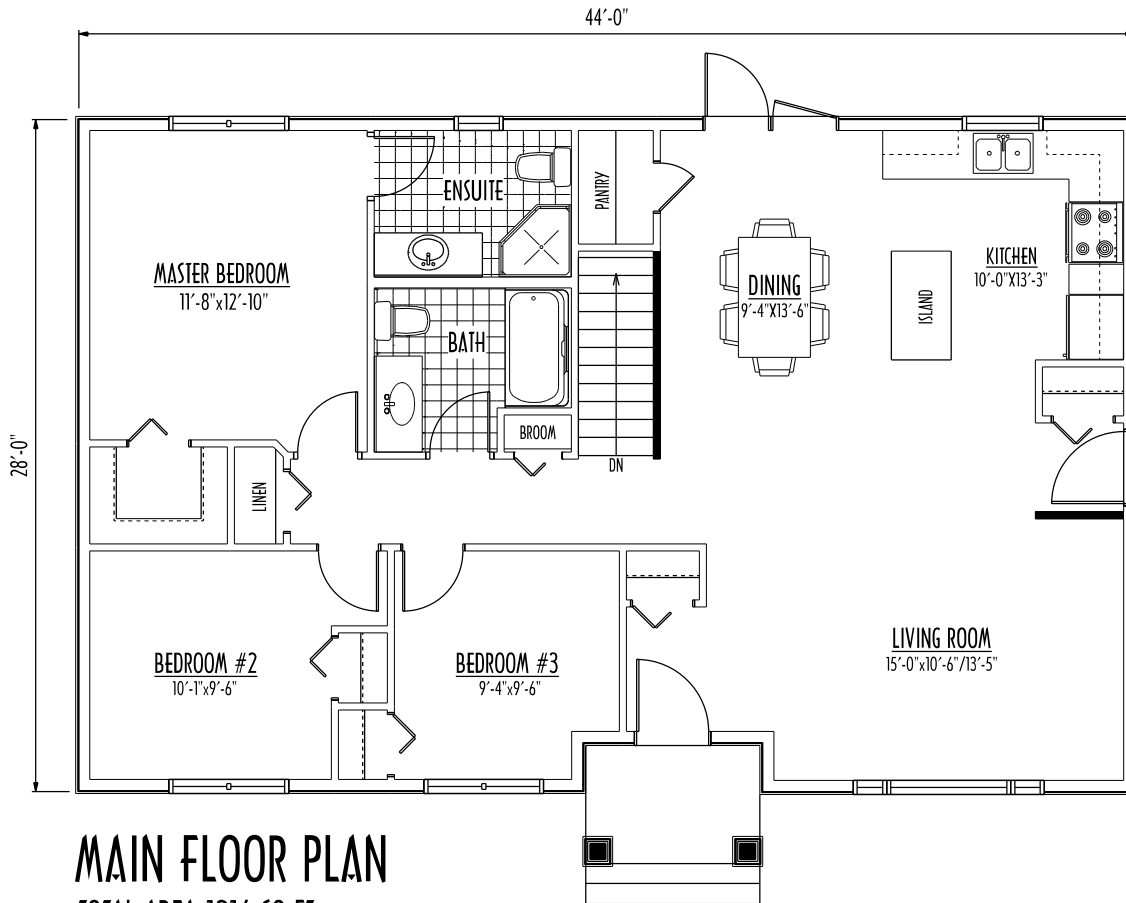 44'-0"
28'-0"
ENSUITE
PANTRY
MASTER BEDROOM
11'-8"x12'-10"
DINING
9'-4"X13'-6"
KITCHEN
10'-0"X13'-3"
ISLAND
BATH
BROOM
DN
LINEN
BEDROOM #2
10'-1"x9'-6"
BEDROOM #3
9'-4"x9'-6"
LIVING ROOM
15'-0"x10'-6"/13'-5"
MAIN FLOOR PLAN